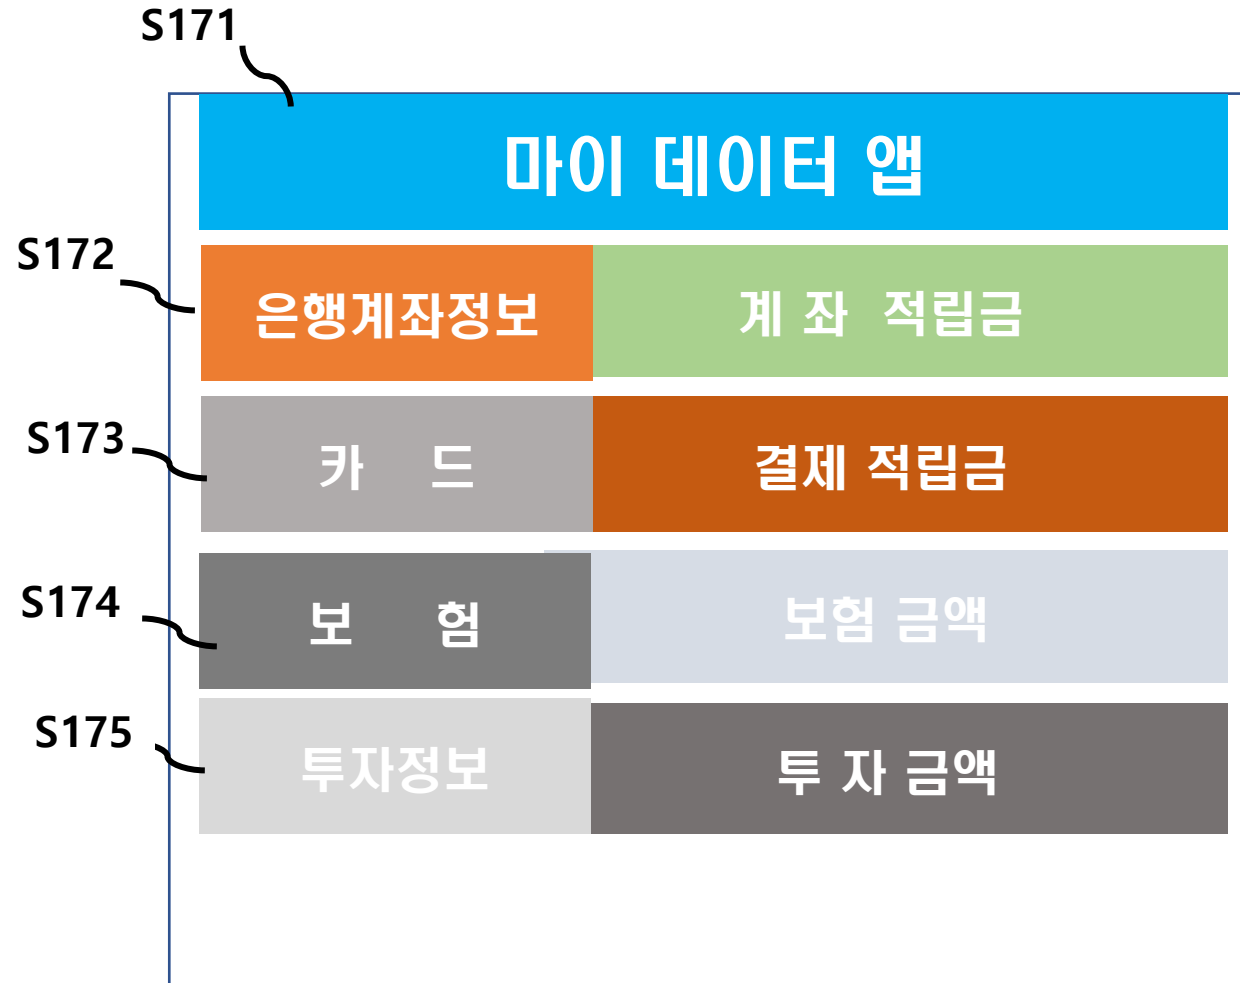 S171
마이 데이터 앱
S172
은행계좌정보
계 좌 적립금
S173
카 드
결제 적립금
S174
보 험
보험 금액
S175
투자정보
투 자 금액